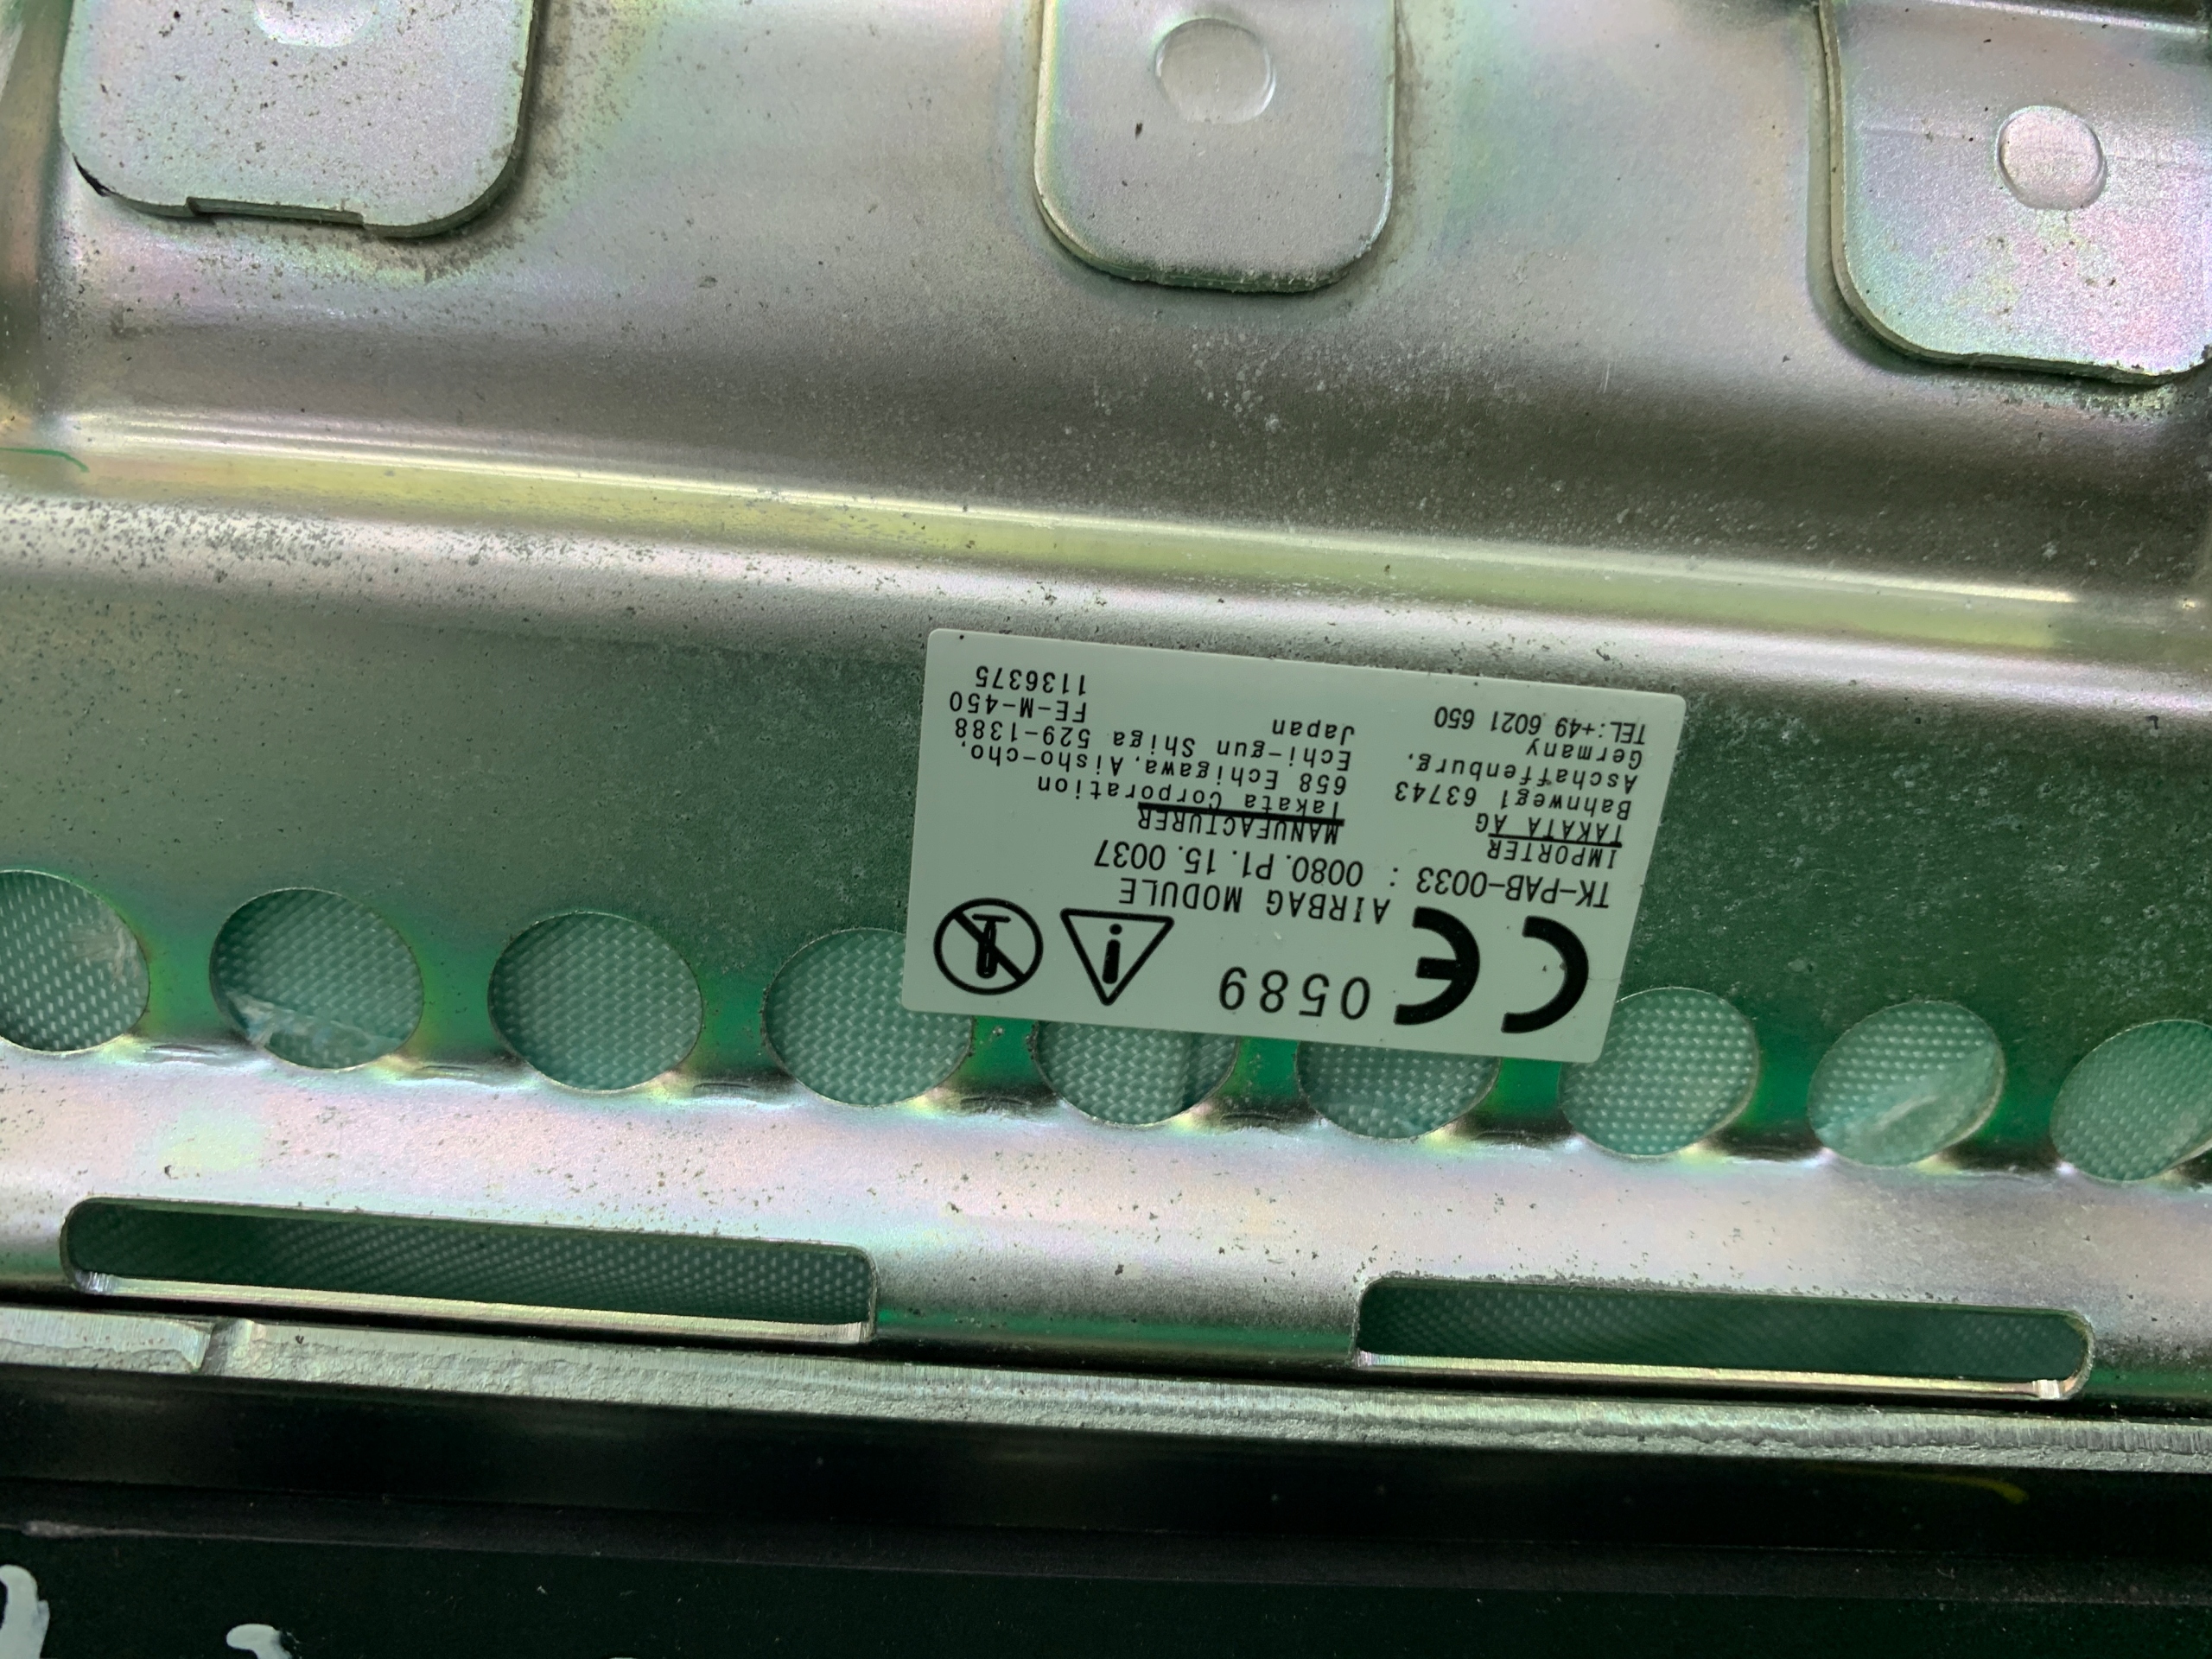 CE 0589
AIRBAG MODULE
TK-PAB-0033 : 0080.P1.15.0037
IMPORTER
TAKATA AG
Bahnweg1 63743
Aschaffenburg,
Germany
TEL:+49 6021 650
MANUFACTURER
Takata Corporation
658 Echigawa,Aisho-cho,
Echi-gun Shiga 529-1388
Japan
FE-M-450
1136375